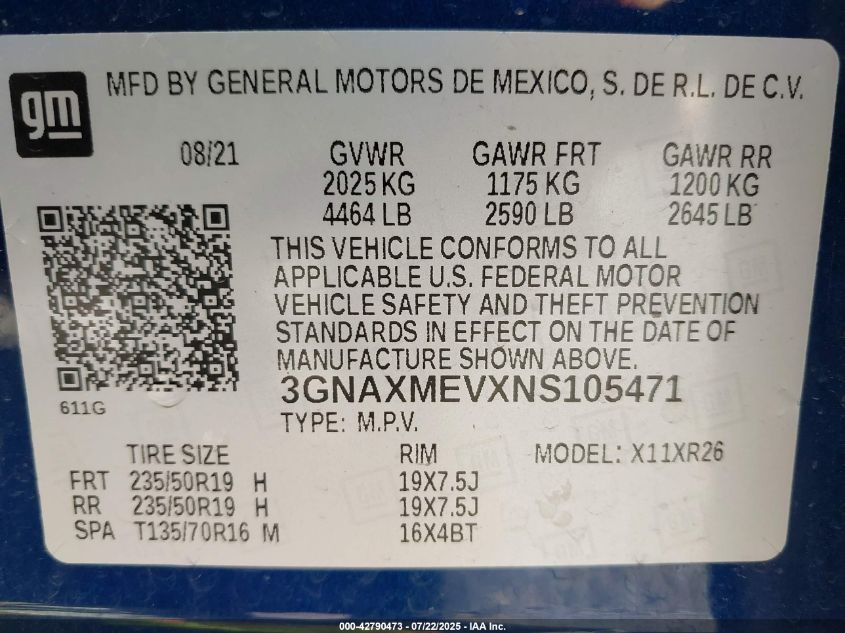 gm
MFD BY GENERAL MOTORS DE MEXICO, S. DE R.L. DE C.V.
08/21 GVWR GAWR FRT GAWR RR
2025 KG 1175 KG 1200 KG
4464 LB 2590 LB 2645 LB
THIS VEHICLE CONFORMS TO ALL
APPLICABLE U.S. FEDERAL MOTOR
VEHICLE SAFETY AND THEFT PREVENTION
STANDARDS IN EFFECT ON THE DATE OF
MANUFACTURE SHOWN ABOVE.
3GNAXMEVXNS105471
611G
TYPE: M.P.V.
TIRE SIZE RIM MODEL: X11XR26
FRT 235/50R19 H 19X7.5J
RR 235/50R19 H 19X7.5J
SPA T135/70R16 M 16X4BT
000-42790473 - 07/22/2025 - IAA Inc.